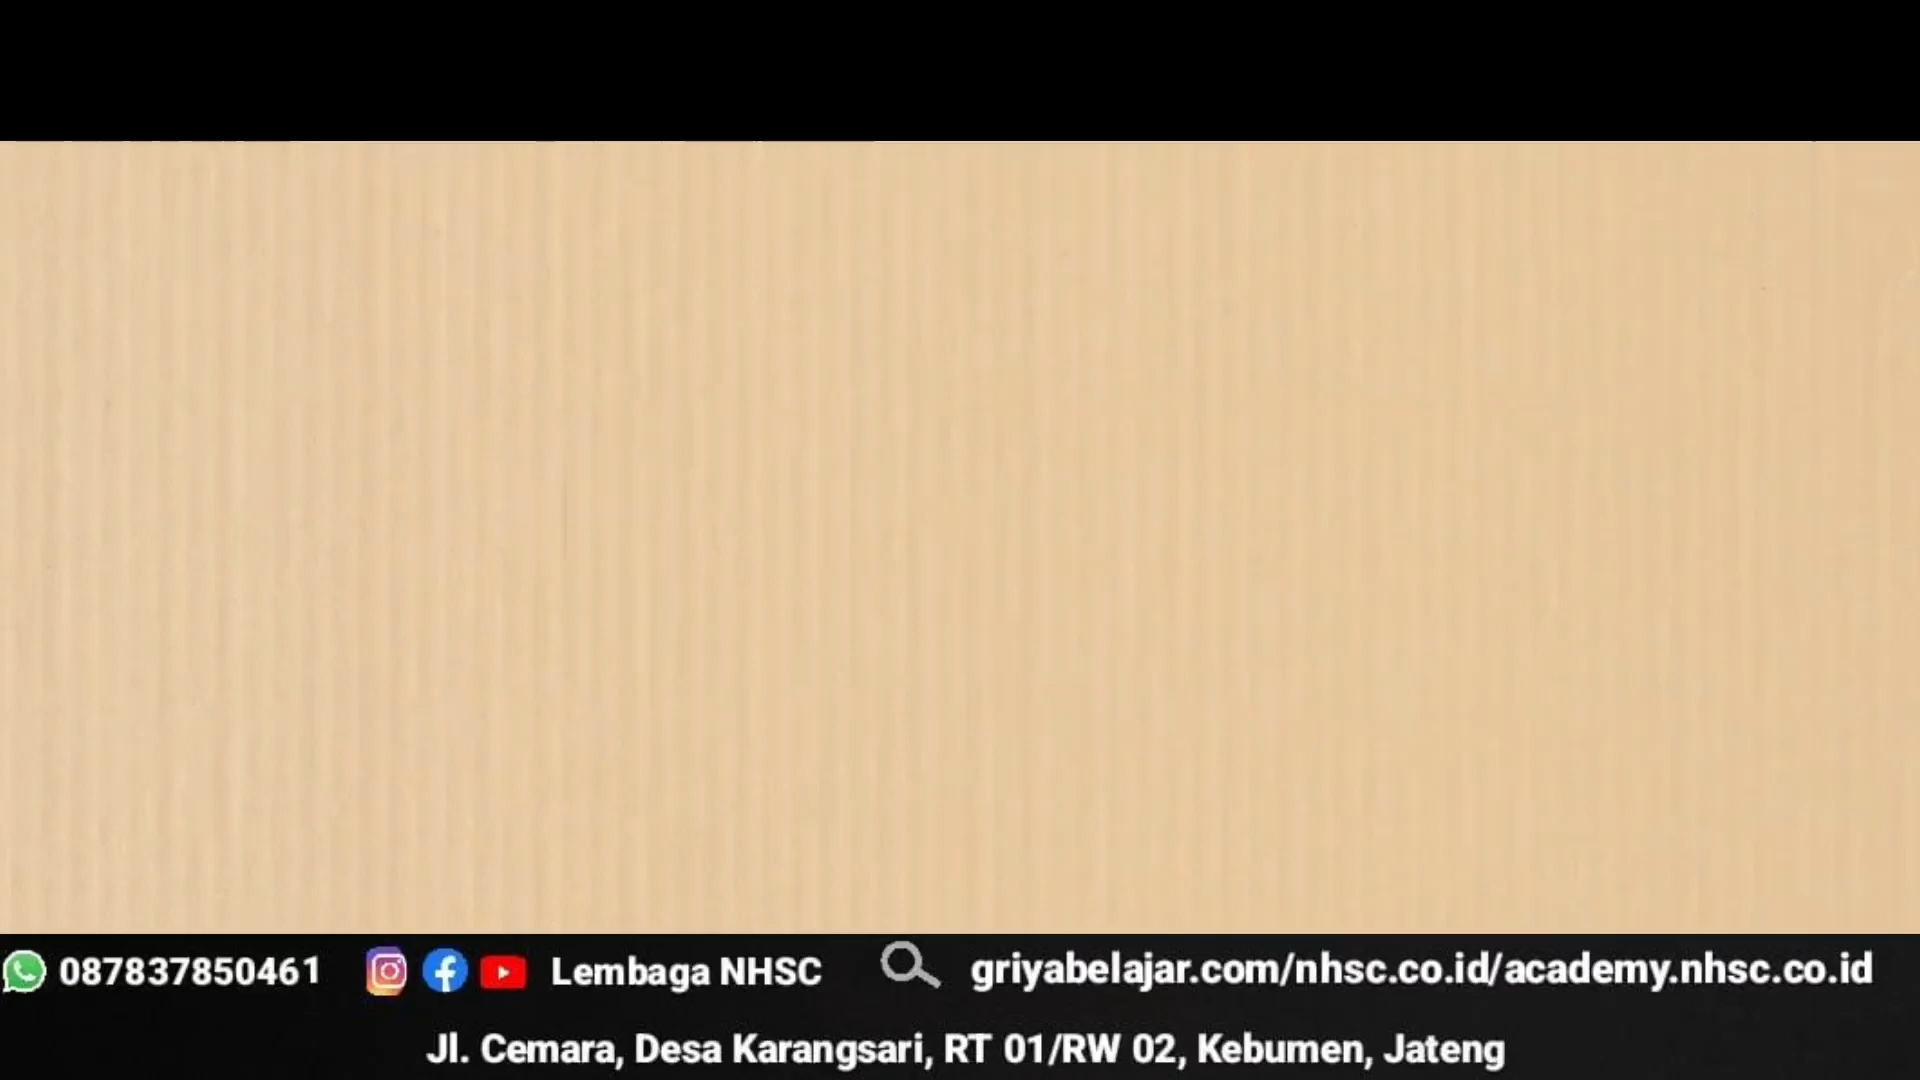 087837850461 Lembaga NHSC griyabelajar.com/nhsc.co.id/academy.nhsc.co.id
Jl. Cemara, Desa Karangsari, RT 01/RW 02, Kebumen, Jateng